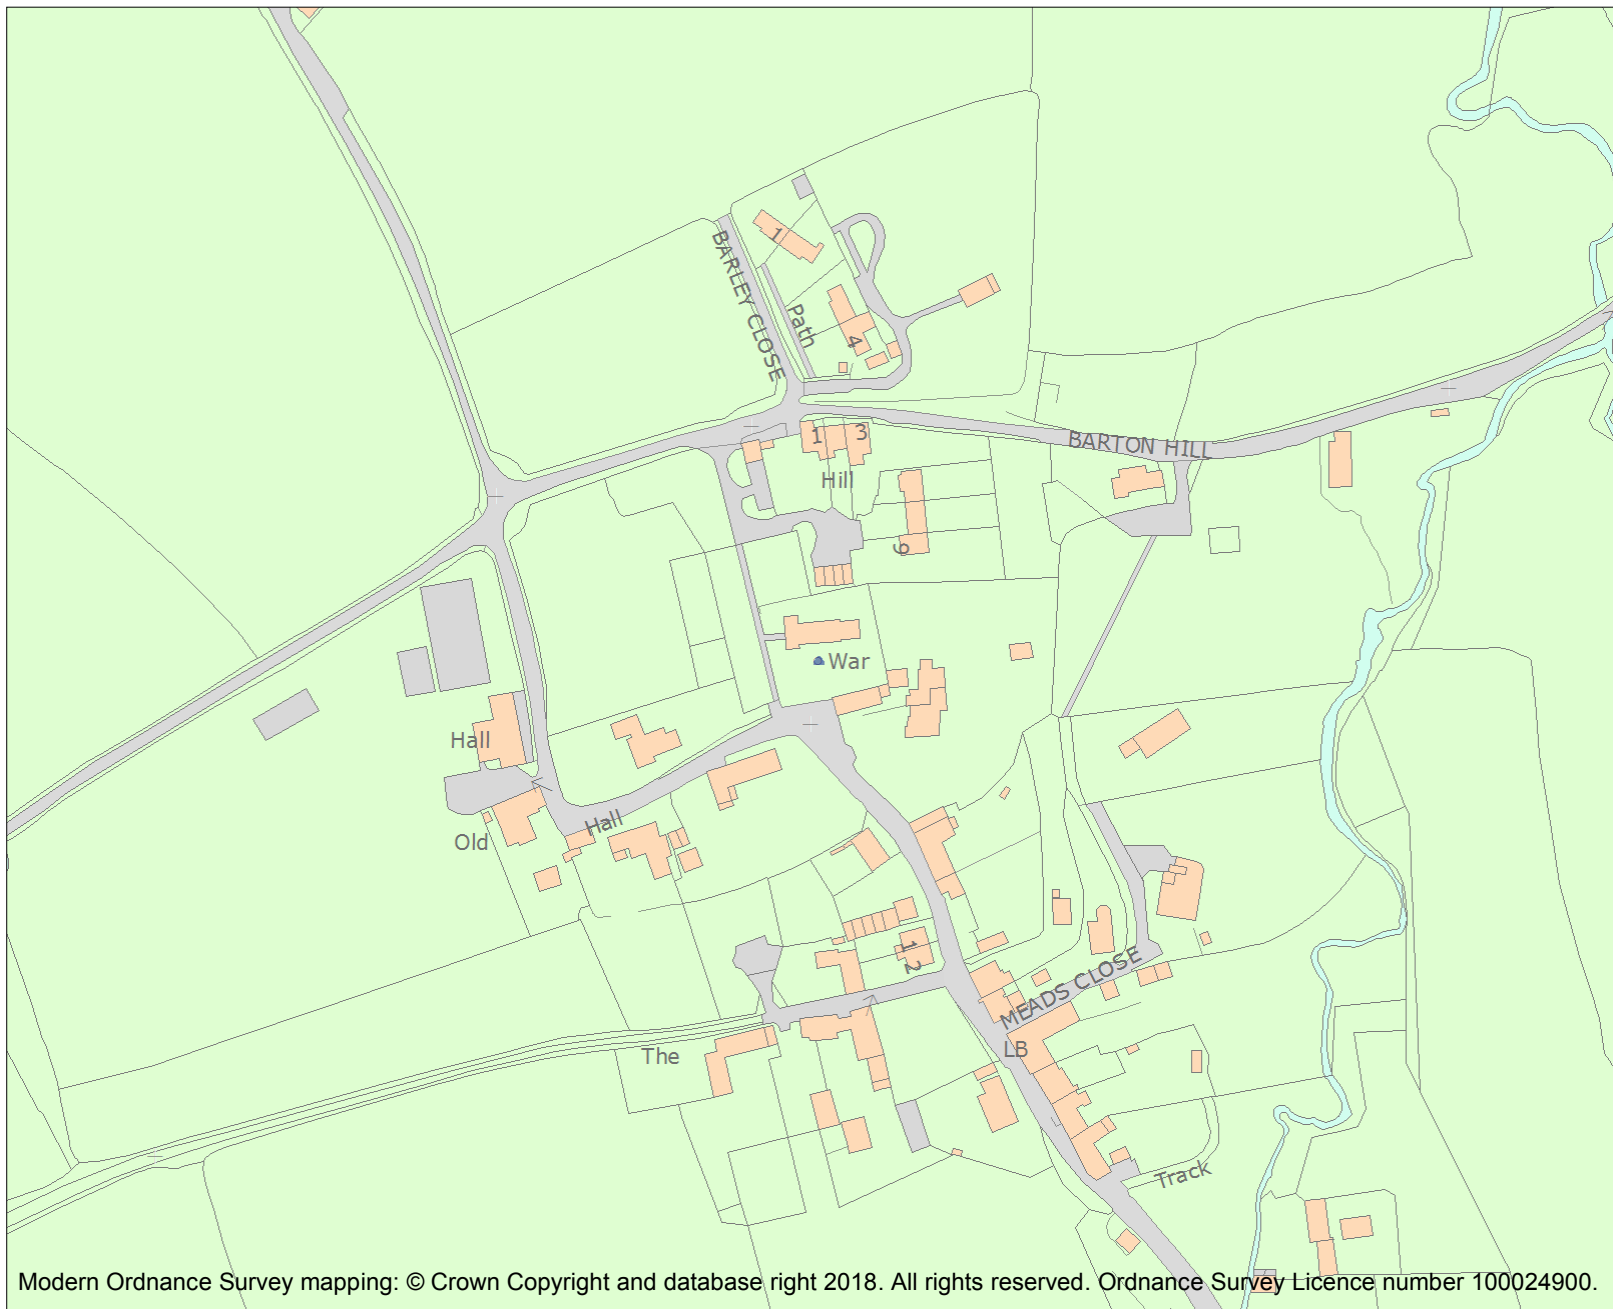 1
BARLEY CLOSE
Path
4
1
3
BARTON HILL
Hill
9
War
Hall
Hall
Old
1
2
MEADS CLOSE
LB
The
Track
Modern Ordnance Survey mapping: © Crown Copyright and database right 2018. All rights reserved. Ordnance Survey Licence number 100024900.